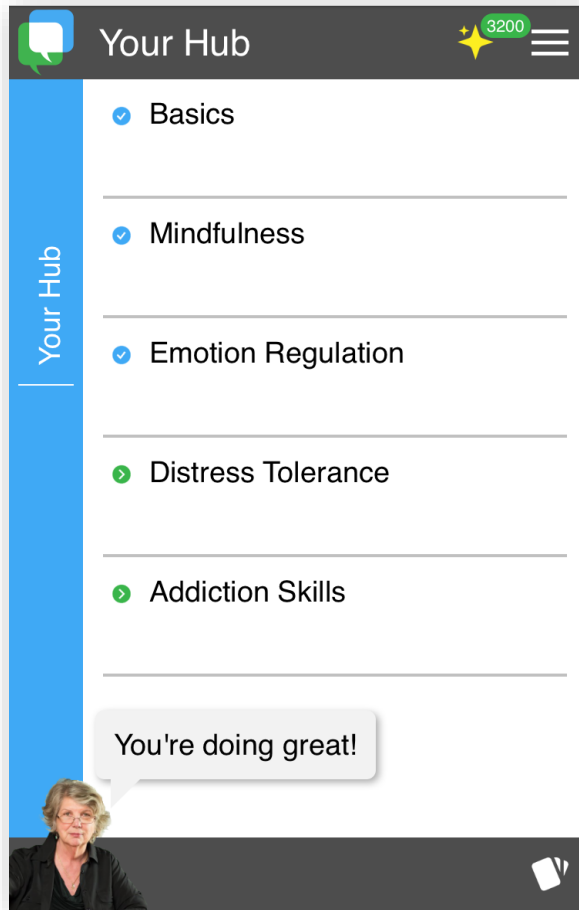 Your Hub
3200
Your Hub
Basics
Mindfulness
Emotion Regulation
Distress Tolerance
Addiction Skills
You're doing great!